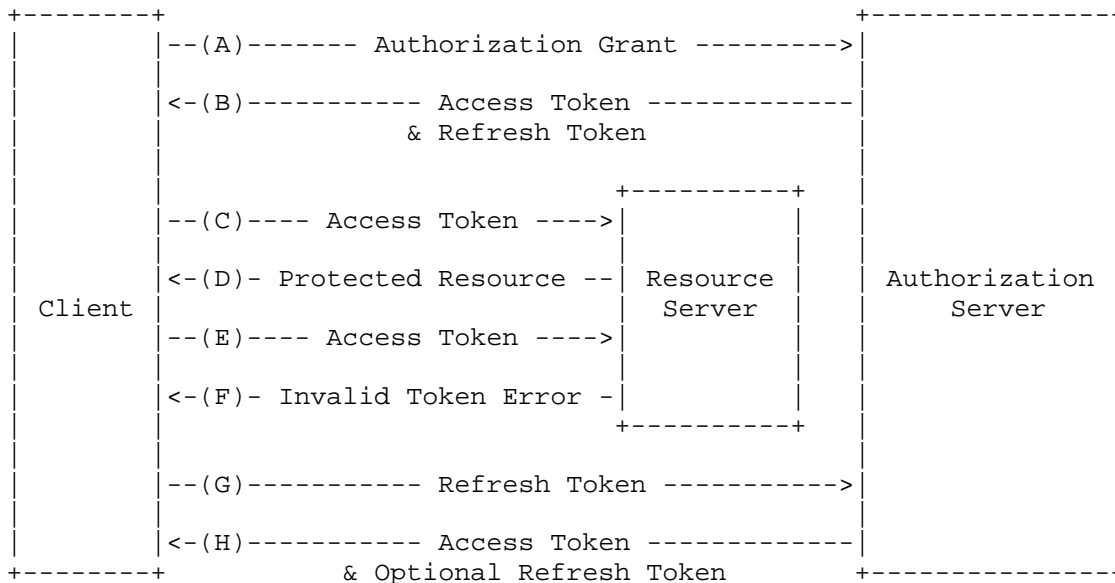 --(A)------- Authorization Grant --------->
<-(B)----------- Access Token -------------
& Refresh Token
--(C)---- Access Token ---->
<-(D)- Protected Resource --
Resource
Authorization
Client
Server
Server
--(E)---- Access Token ---->
<-(F)- Invalid Token Error -
--(G)----------- Refresh Token ----------->
<-(H)----------- Access Token -------------
& Optional Refresh Token